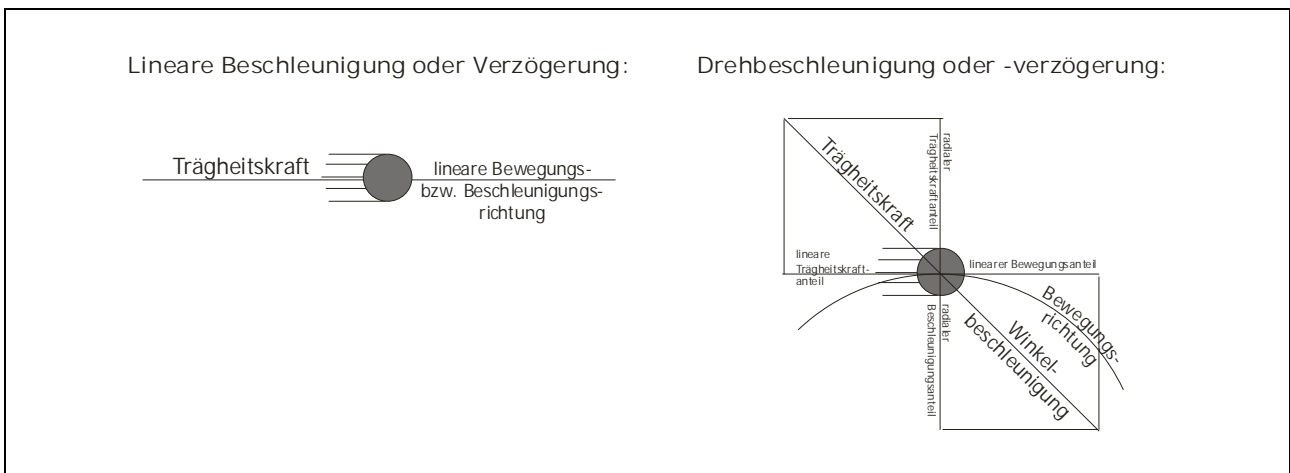 Lineare Beschleunigung oder Verzögerung:
Trägheitskraft
lineare Bewegungs-
bzw. Beschleunigungs-
richtung
Drehbeschleunigung oder -verzögerung:
Trägheitskraft
radialer
Trägheitskraftanteil
lineare
Trägheitskraft-
anteil
linearer Bewegungsanteil
Bewegungs-
richtung
radialer
Beschleunigungsanteil
Winkel-
beschleunigung